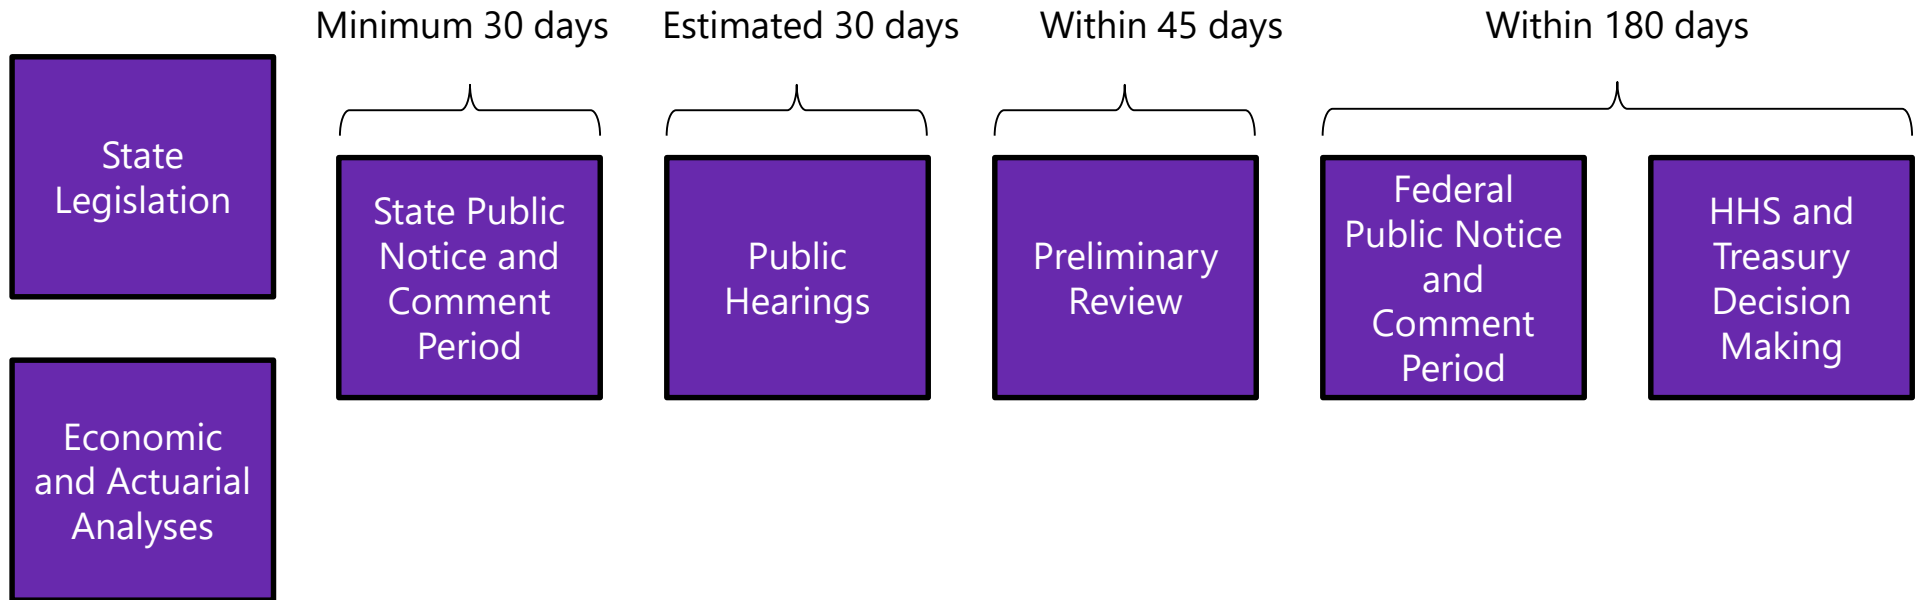 Minimum 30 days
Estimated 30 days
Within 45 days
Within 180 days
State
Legislation
Economic
and Actuarial
Analyses
State Public
Notice and
Comment
Period
Public
Hearings
Preliminary
Review
Federal
Public Notice
and
Comment
Period
HHS and
Treasury
Decision
Making